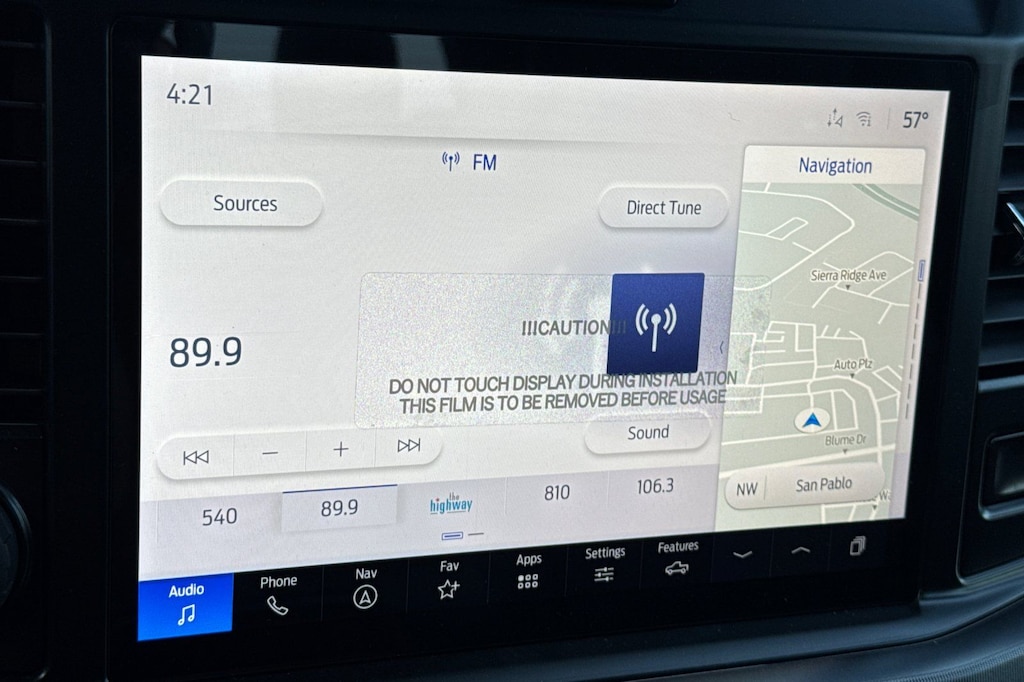 4:21
57°
FM
Navigation
Sources
Direct Tune
Sierra Ridge Ave
!!!CAUTION!!!
89.9
Auto Plz
DO NOT TOUCH DISPLAY DURING INSTALLATION
THIS FILM IS TO BE REMOVED BEFORE USAGE
Blume Dr
Sound
NW San Pablo
540
89.9
the
highway
810
106.3
Audio
Phone
Nav
Fav
Apps
Settings
Features